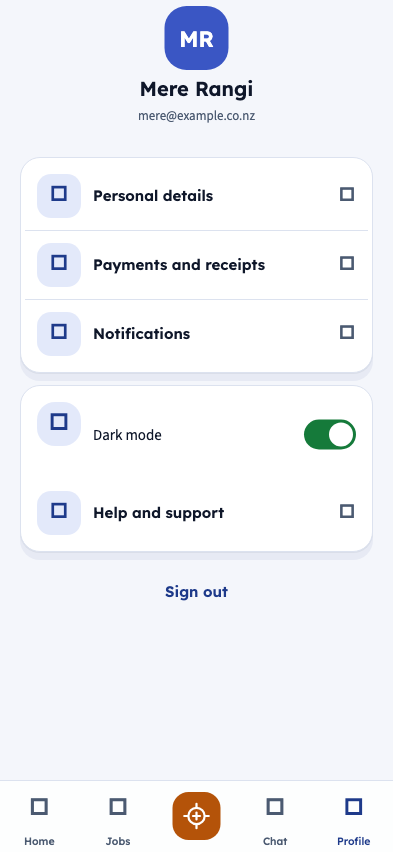 MR
Mere Rangi
mere@example.co.nz
Personal details
Payments and receipts
Notifications
Dark mode
Help and support
Sign out
Home
Jobs
Chat
Profile